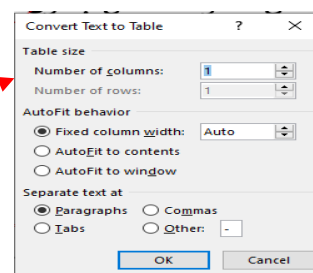 Convert Text to Table ? ×
Table size
Number of columns: 1
Number of rows: 1
AutoFit behavior
Fixed column width: Auto
AutoFit to contents
AutoFit to window
Separate text at
Paragraphs Commas
Tabs Other: -
OK Cancel